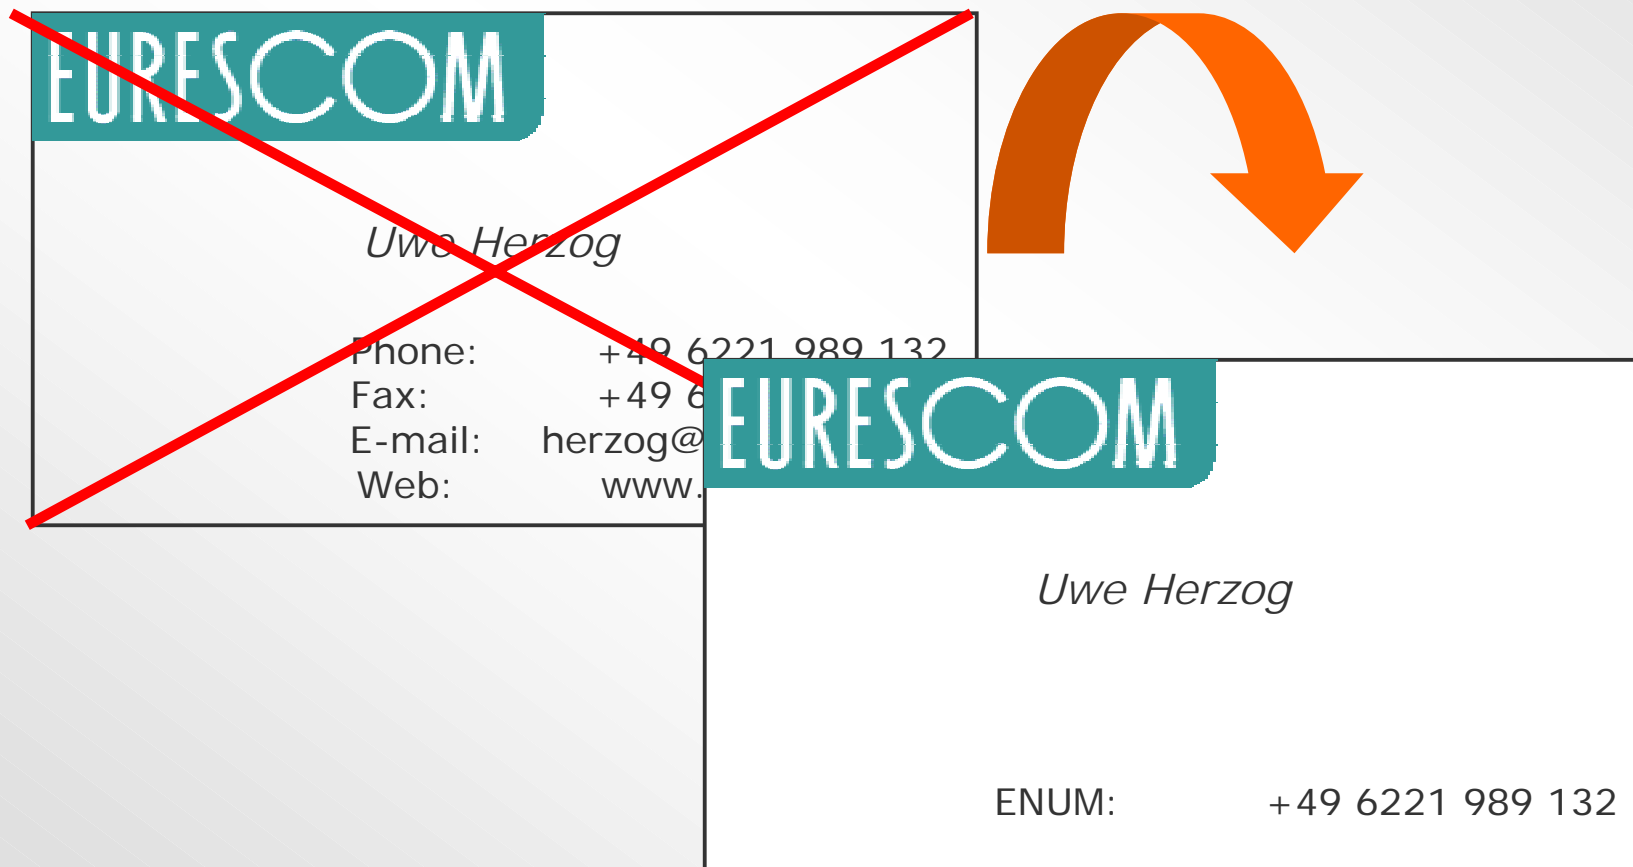 EURESCOM
Uwe Herzog
Phone: +49 6221 989 132
Fax: +49 6
E-mail: herzog@
Web: www.
EURESCOM
Uwe Herzog
ENUM: +49 6221 989 132